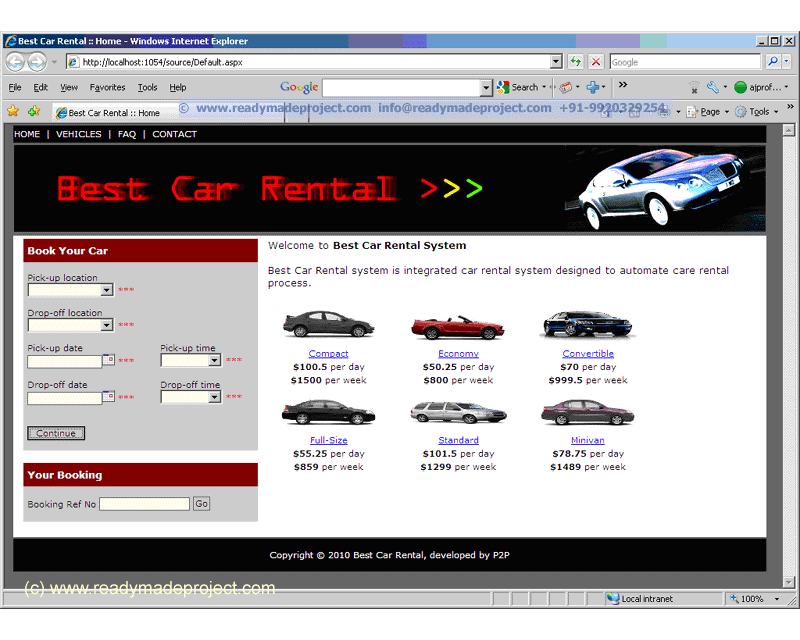 Best Car Rental :: Home - Windows Internet Explorer
http://localhost:1054/source/Default.aspx
Google
File Edit View Favorites Tools Help
Google Search »
aiprof...
Best Car Rental :: Home
© www.readymadeproject.com info@readymadeproject.com +91-9920329254
Page Tools »
HOME | VEHICLES | FAQ | CONTACT
Best Car Rental >>>
Book Your Car
Pick-up location
***
Drop-off location
***
Pick-up date Pick-up time
*** ***
Drop-off date Drop-off time
*** ***
Continue
Your Booking
Booking Ref No Go
Welcome to Best Car Rental System
Best Car Rental system is integrated car rental system designed to automate care rental
process.
Compact Economy Convertible
$100.5 per day $50.25 per day $70 per day
$1500 per week $800 per week $999.5 per week
Full-Size Standard Minivan
$55.25 per day $101.5 per day $78.75 per day
$859 per week $1299 per week $1489 per week
Copyright © 2010 Best Car Rental, developed by P2P
(c) www.readymadeproject.com
Local intranet 100%